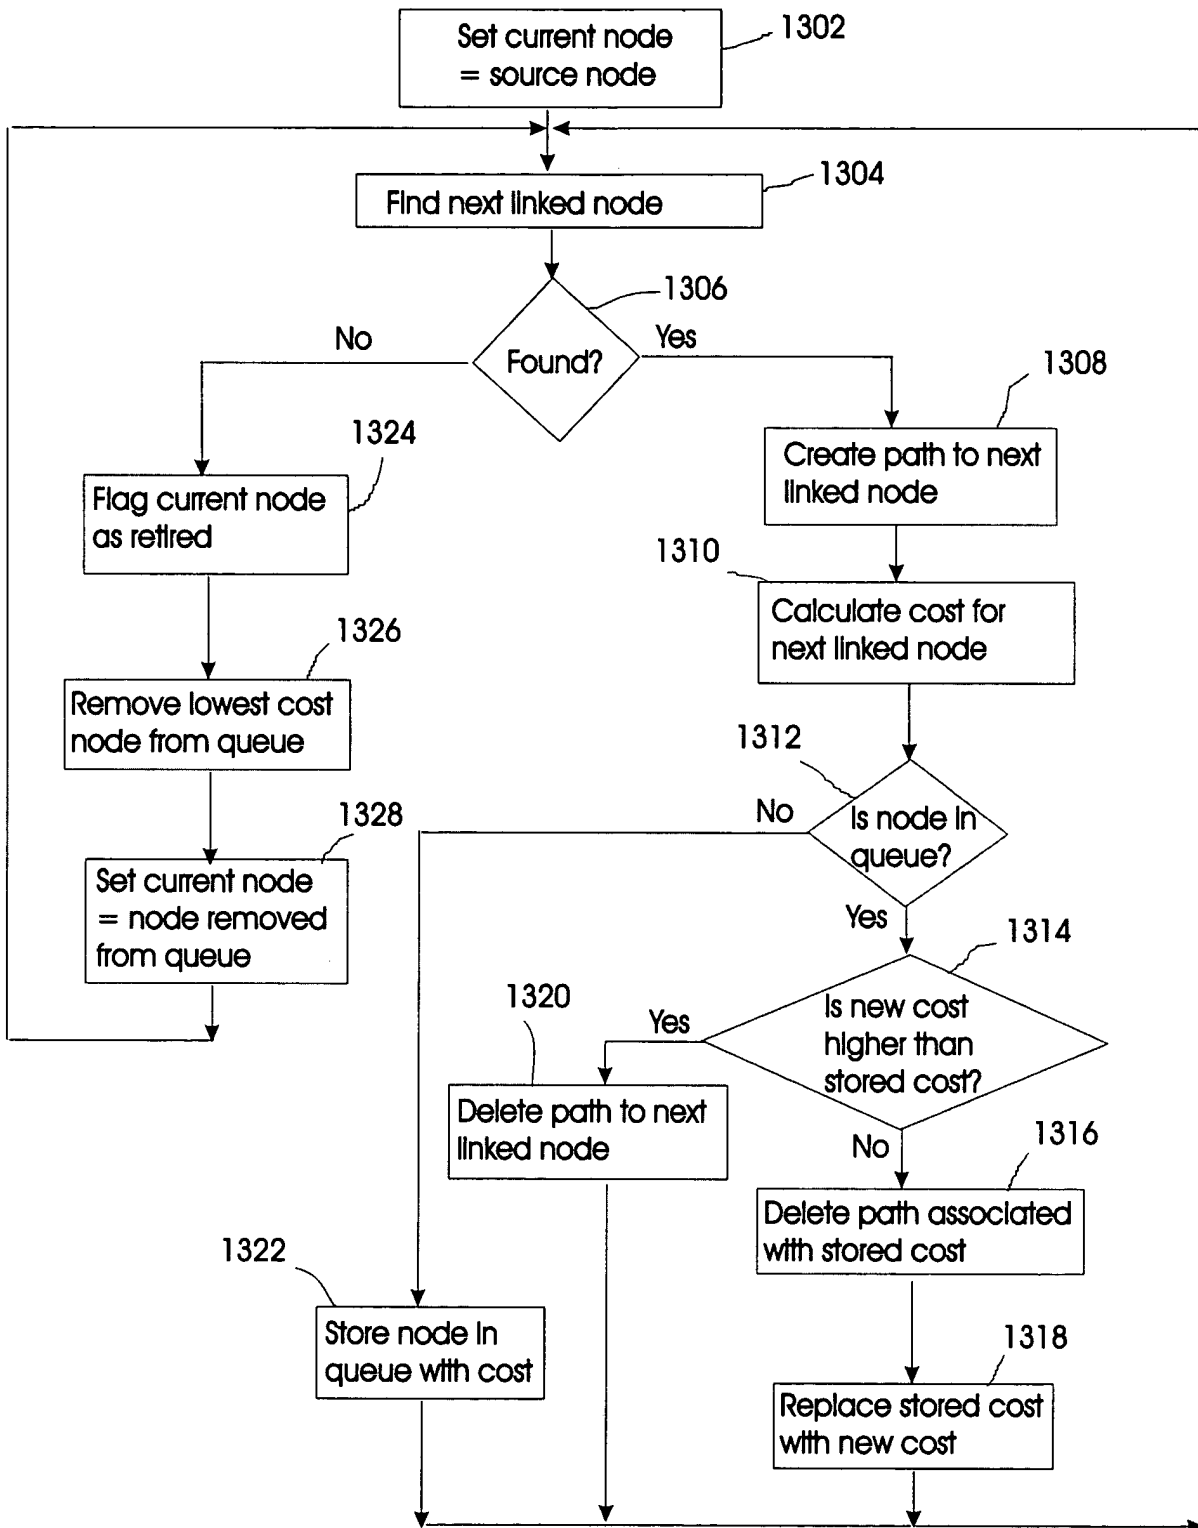 Set current node
= source node
1302
1304
Find next linked node
1306
No
Found?
Yes
1308
1324
Create path to next
linked node
Flag current node
as retired
1310
Calculate cost for
next linked node
1326
Remove lowest cost
node from queue
1312
No
Is node in
queue?
1328
Set current node
= node removed
from queue
Yes
1314
1320
Yes
Is new cost
higher than
stored cost?
Delete path to next
linked node
No
1316
Delete path associated
with stored cost
1322
Store node in
queue with cost
1318
Replace stored cost
with new cost